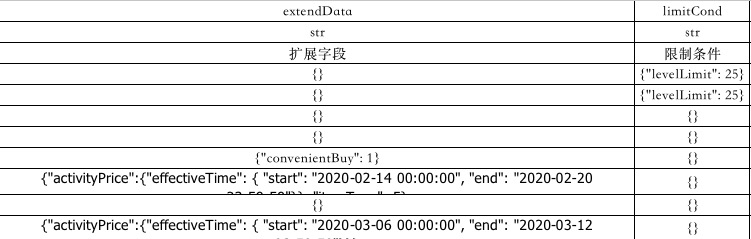 extendData limitCond
str str
扩展字段 限制条件
{} {"levelLimit": 25}
{} {"levelLimit": 25}
{} {}
{} {}
{"convenientBuy": 1} {}
{"activityPrice":{"effectiveTime": { "start": "2020-02-14 00:00:00", "end": "2020-02-20 {}
{} {}
{"activityPrice":{"effectiveTime": { "start": "2020-03-06 00:00:00", "end": "2020-03-12 {}